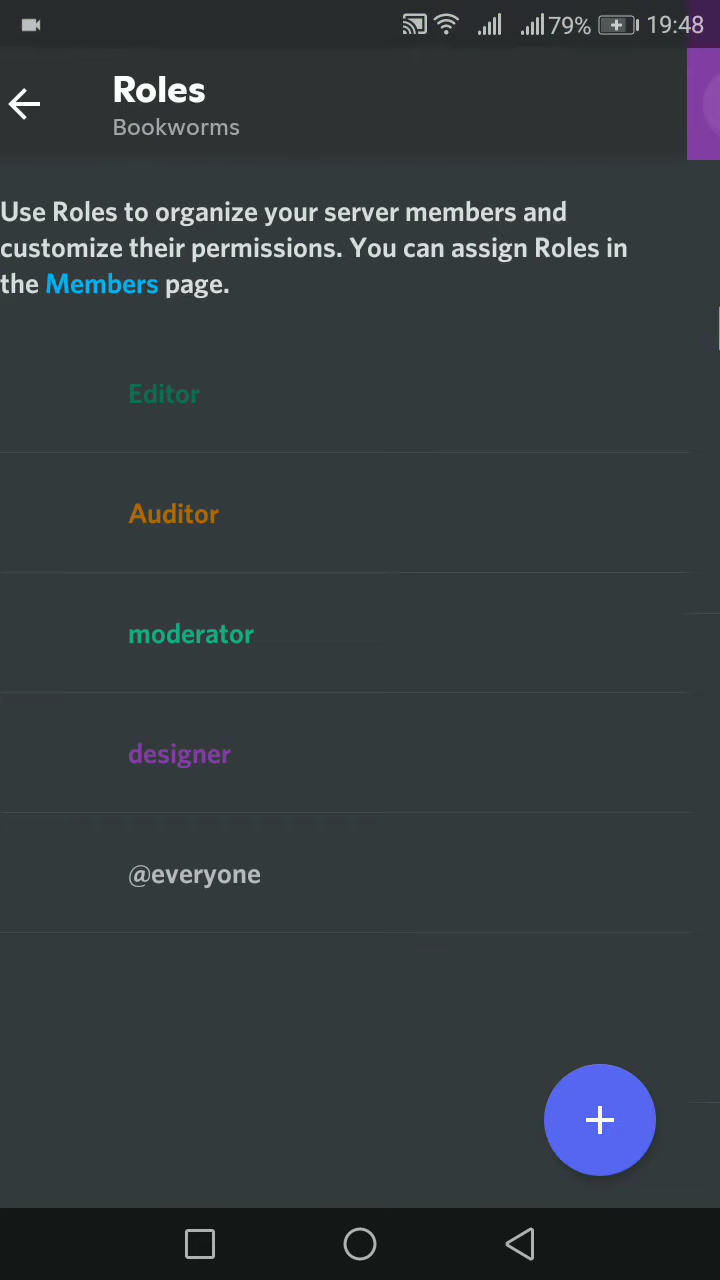 79% 19:48
Roles
Bookworms
Use Roles to organize your server members and
customize their permissions. You can assign Roles in
the Members page.
Editor
Auditor
moderator
designer
@everyone